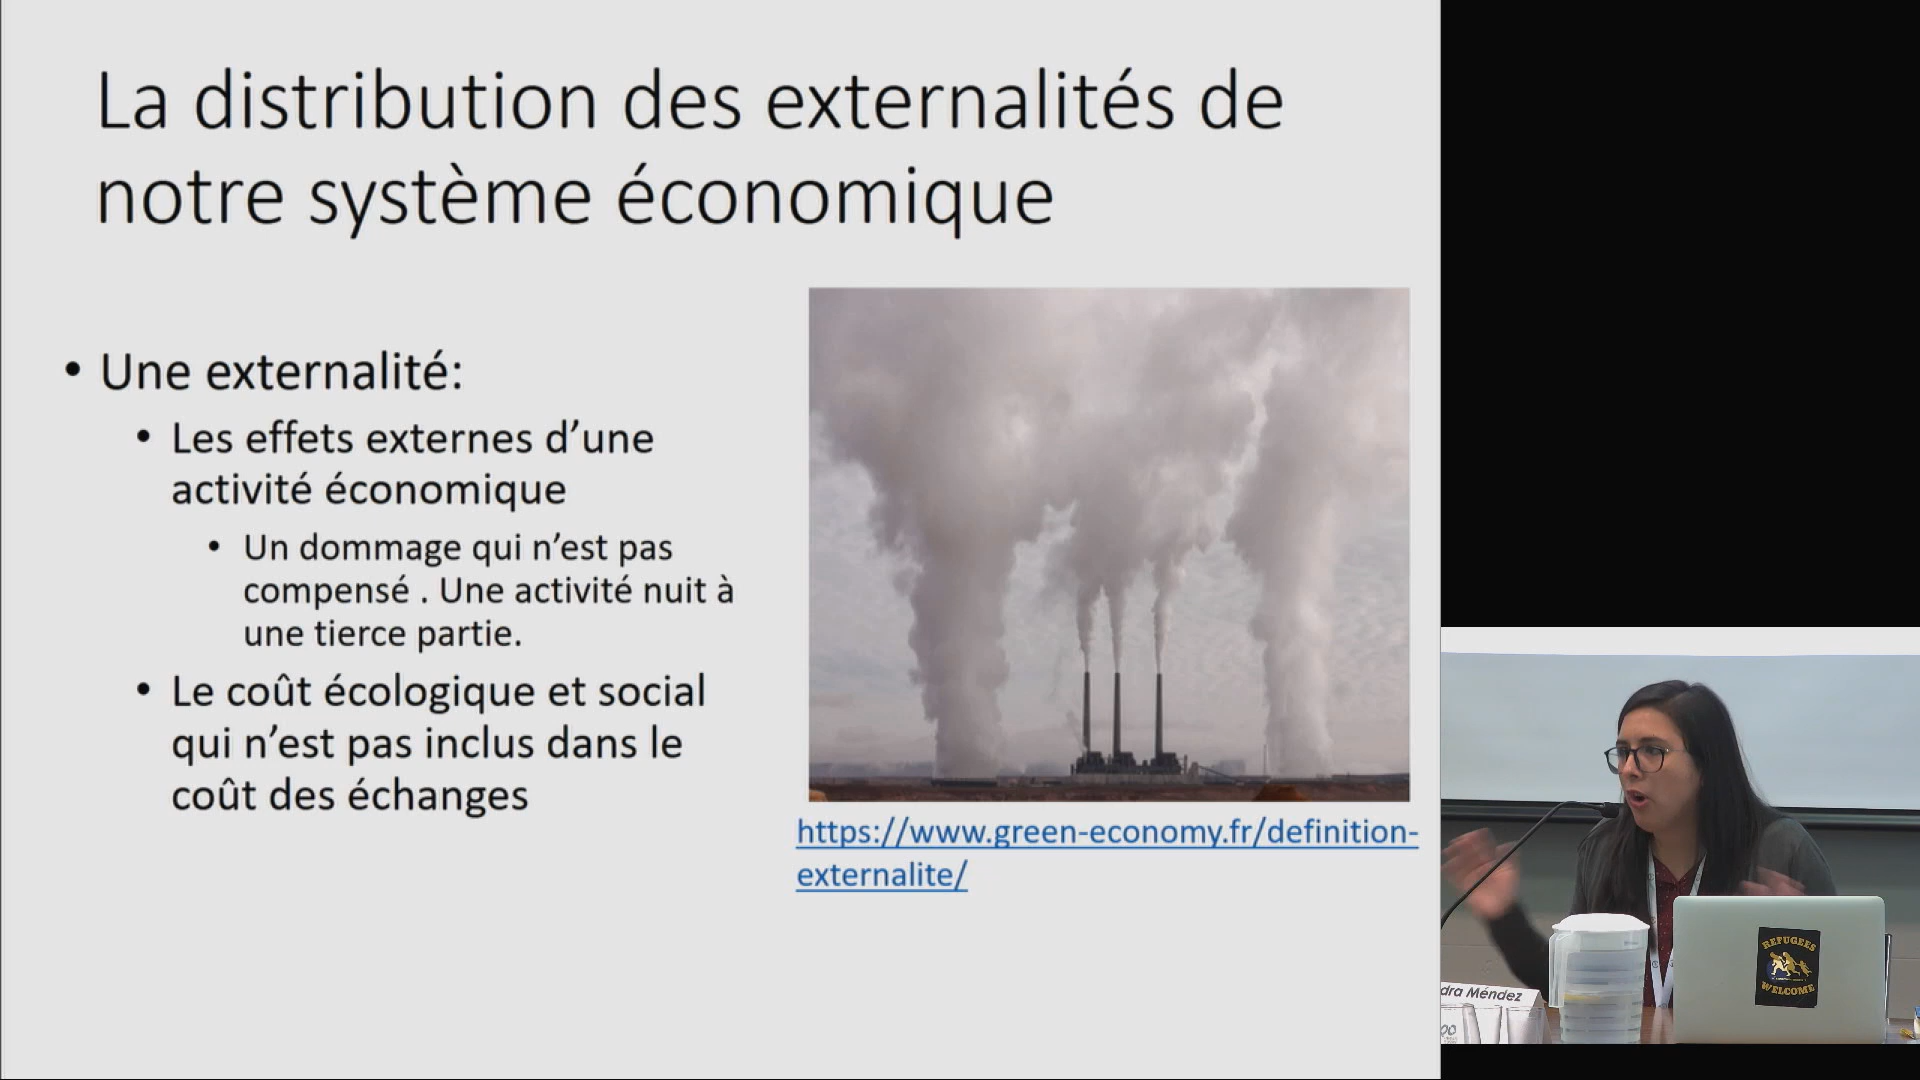 La distribution des externalités de
notre système économique
• Une externalité:
• Les effets externes d’une
activité économique
• Un dommage qui n’est pas
compensé . Une activité nuit à
une tierce partie.
• Le coût écologique et social
qui n’est pas inclus dans le
coût des échanges
https://www.green-economy.fr/definition-
externalite/
REFUGEES
WELCOME
Méndez